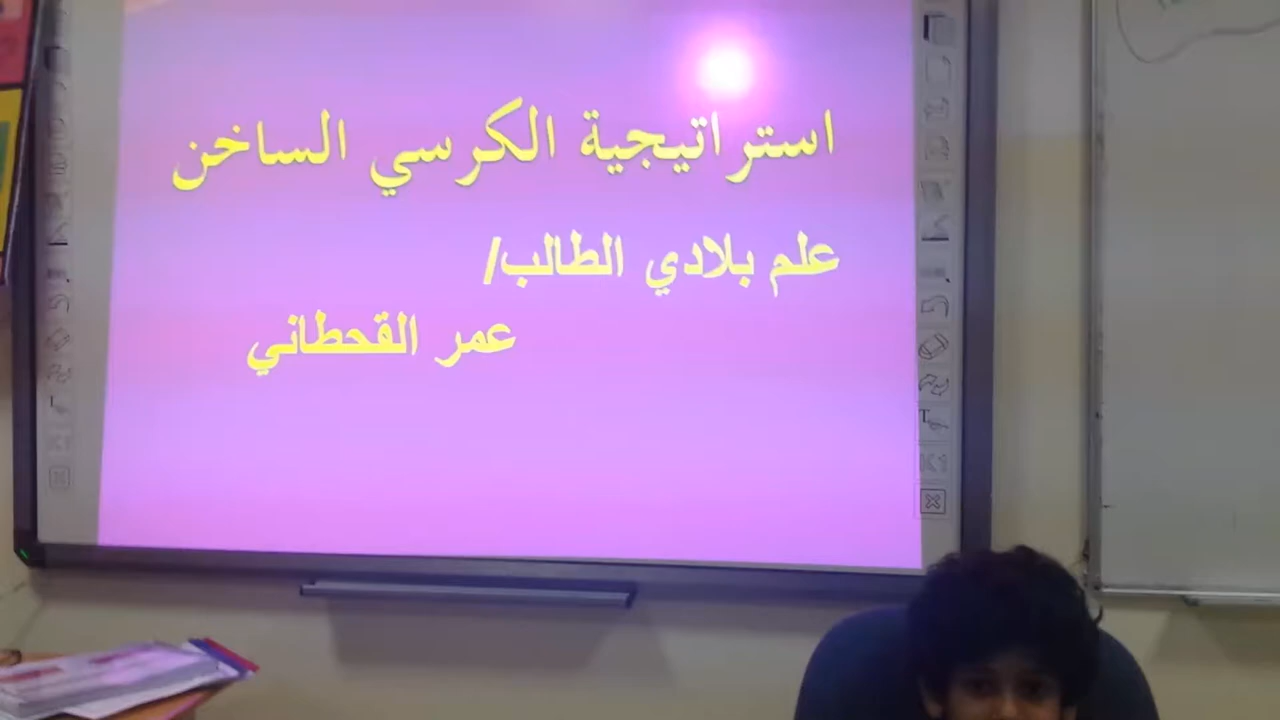 استراتيجية الكرسي الساخن
علم بلادي الطالب/
عمر القحطاني